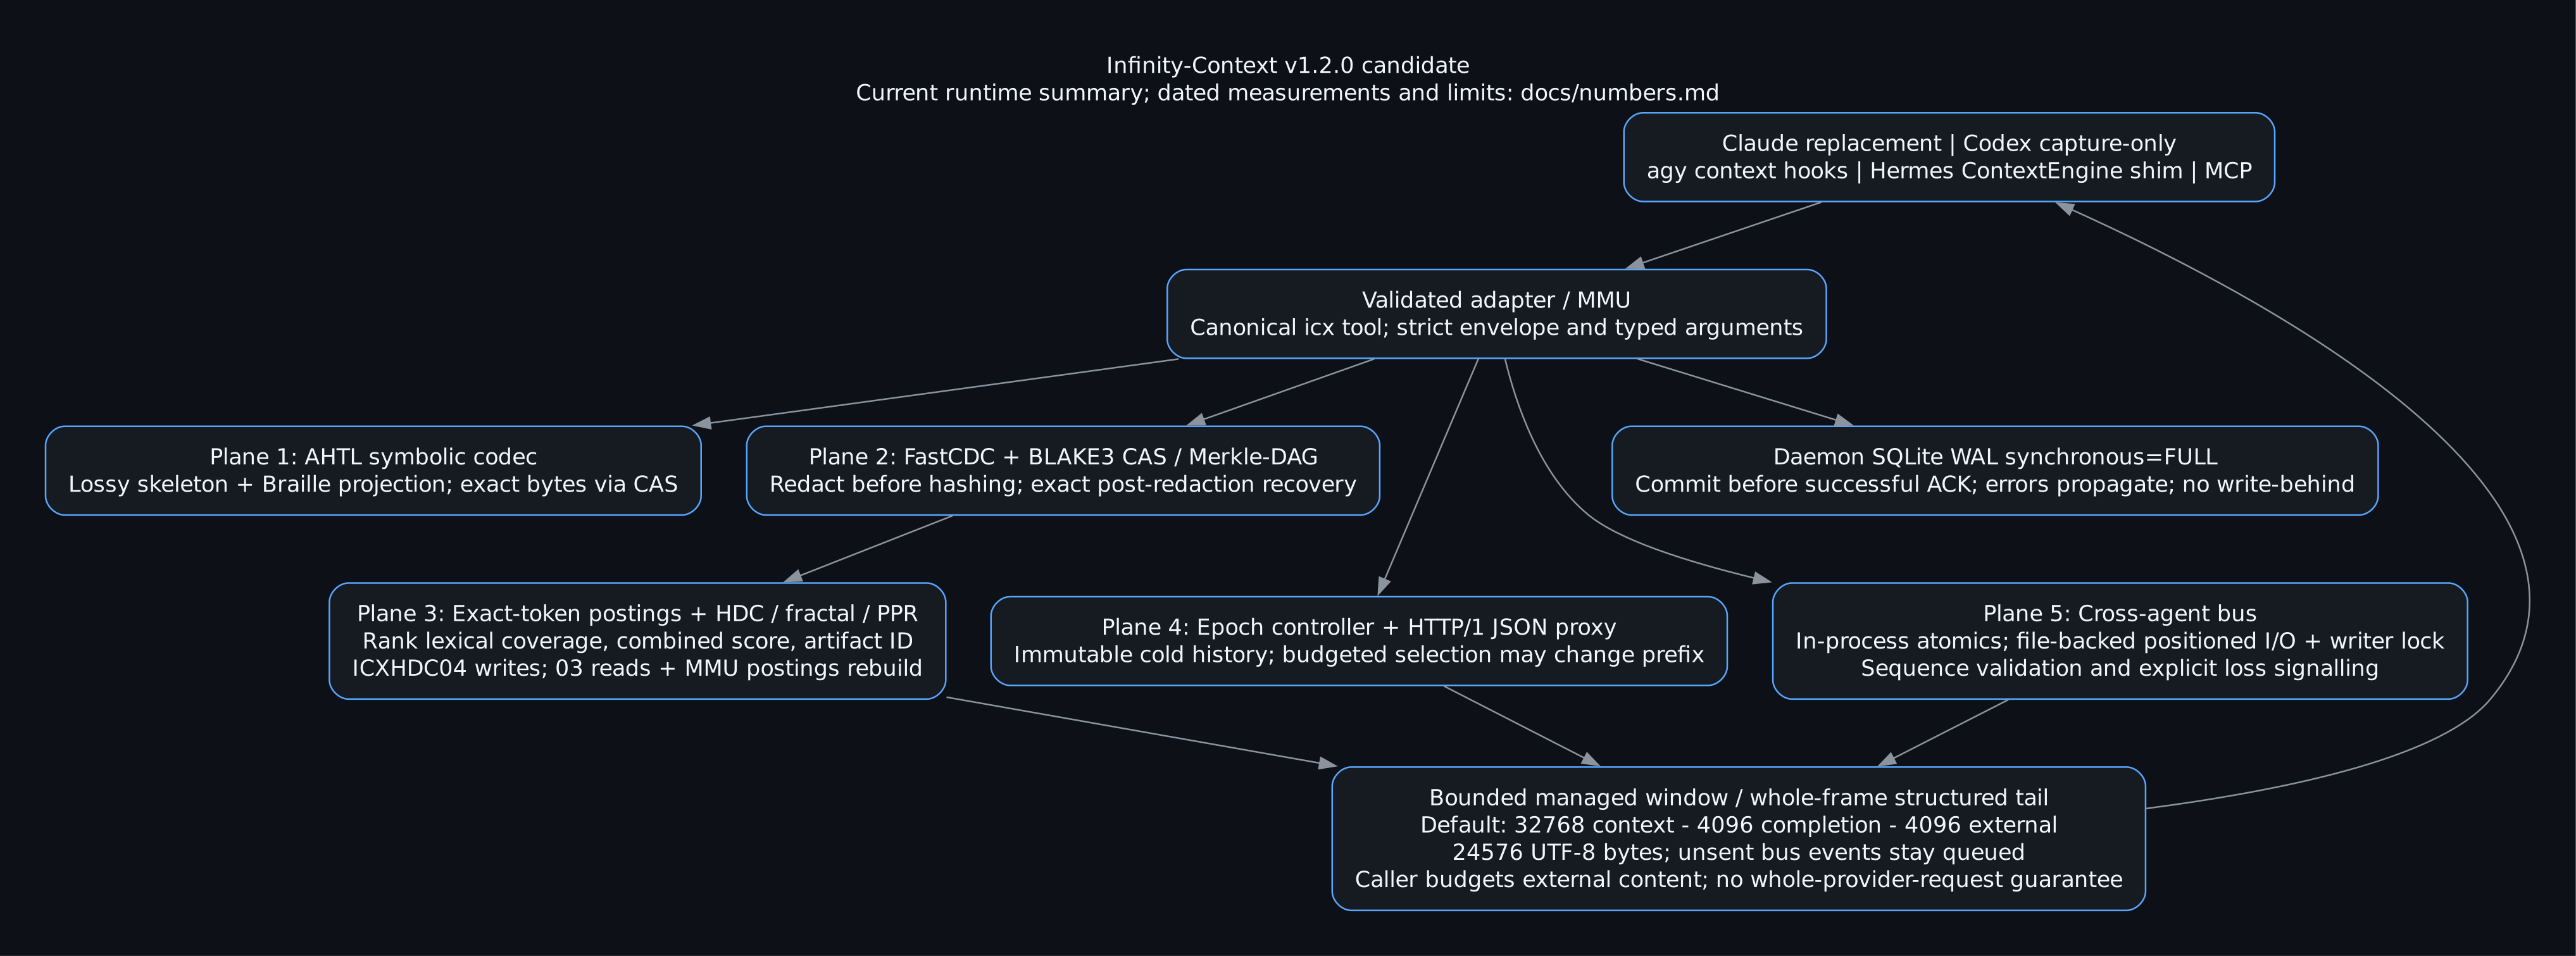 Infinity-Context v1.2.0 candidate
Current runtime summary; dated measurements and limits: docs/numbers.md
Claude replacement | Codex capture-only
agy context hooks | Hermes ContextEngine shim | MCP
Validated adapter / MMU
Canonical icx tool; strict envelope and typed arguments
Plane 1: AHTL symbolic codec
Lossy skeleton + Braille projection; exact bytes via CAS
Plane 2: FastCDC + BLAKE3 CAS / Merkle-DAG
Redact before hashing; exact post-redaction recovery
Daemon SQLite WAL synchronous=FULL
Commit before successful ACK; errors propagate; no write-behind
Plane 3: Exact-token postings + HDC / fractal / PPR
Rank lexical coverage, combined score, artifact ID
ICXHDC04 writes; 03 reads + MMU postings rebuild
Plane 4: Epoch controller + HTTP/1 JSON proxy
Immutable cold history; budgeted selection may change prefix
Plane 5: Cross-agent bus
In-process atomics; file-backed positioned I/O + writer lock
Sequence validation and explicit loss signalling
Bounded managed window / whole-frame structured tail
Default: 32768 context - 4096 completion - 4096 external
24576 UTF-8 bytes; unsent bus events stay queued
Caller budgets external content; no whole-provider-request guarantee